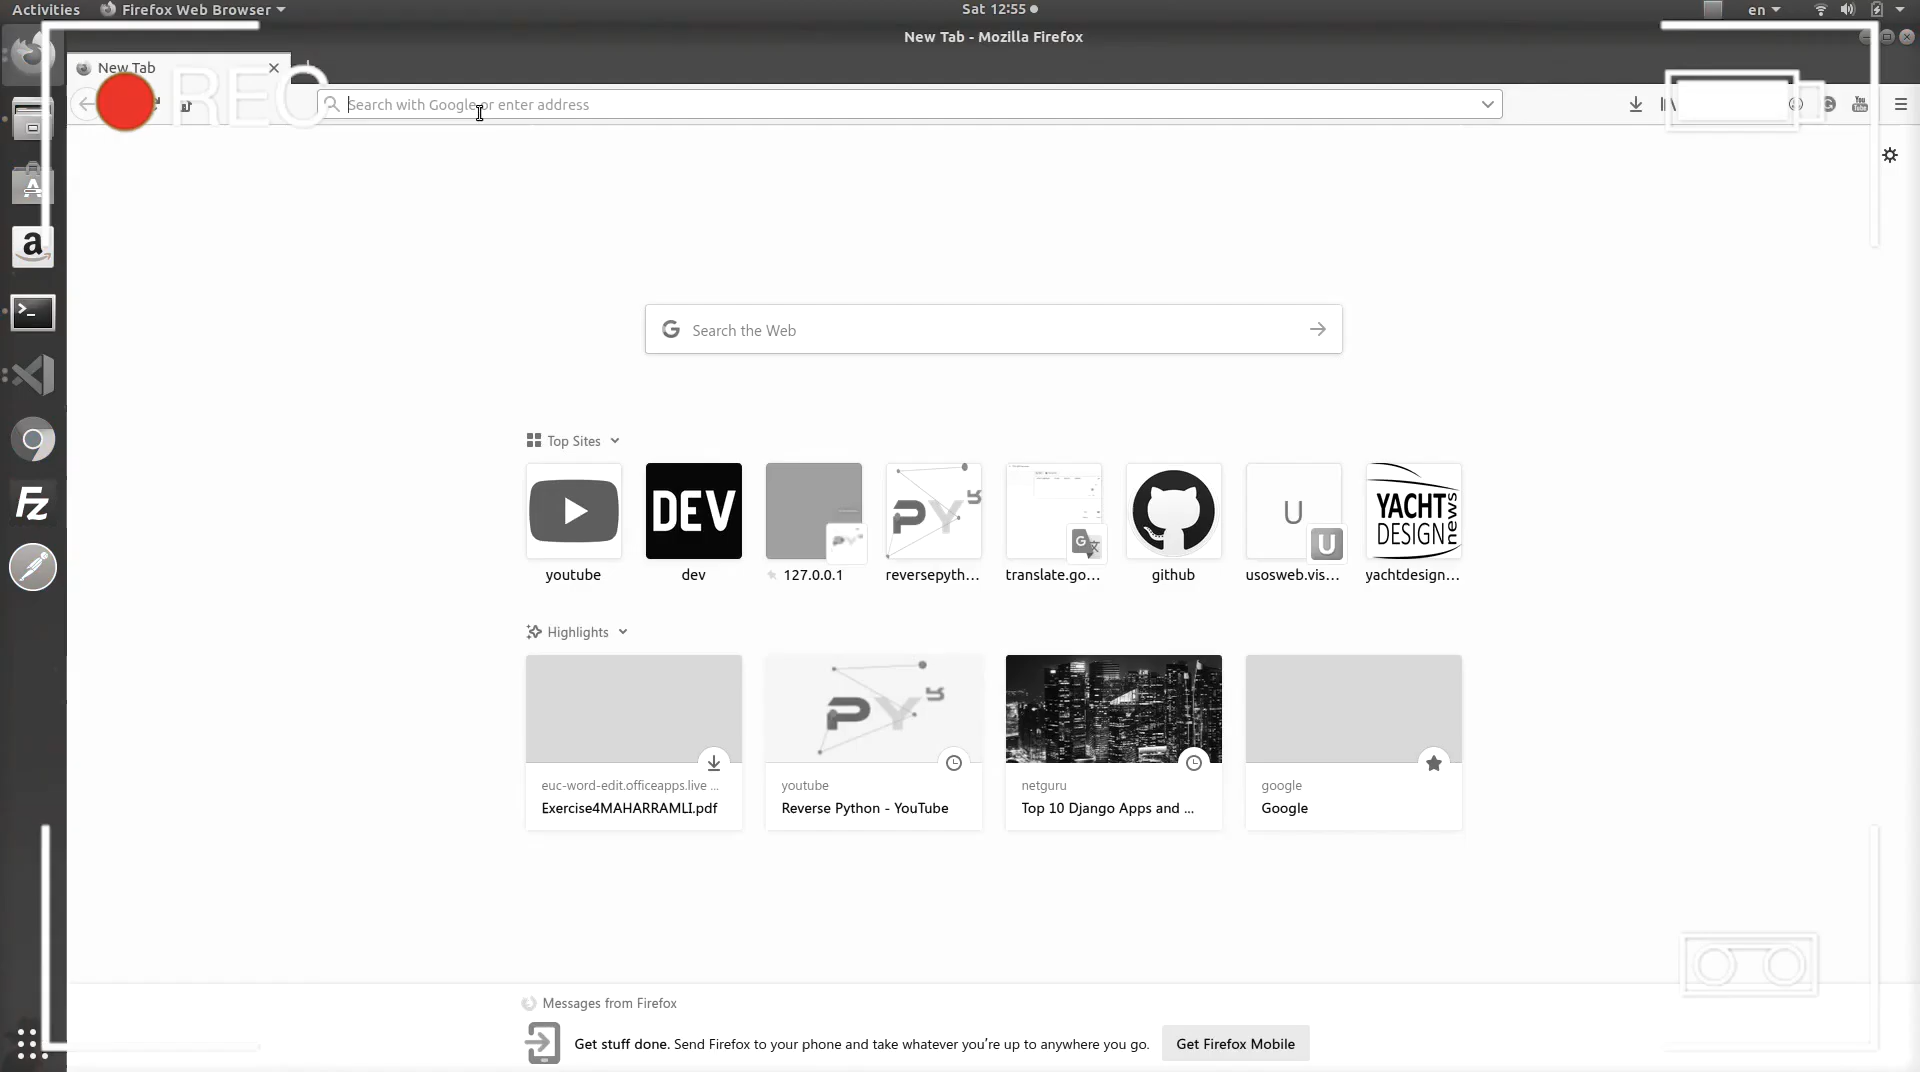 Activities Firefox Web Browser Sat 12:55 en
New Tab - Mozilla Firefox
New Tab
REC
Search with Google or enter address
You
Tube
Search the Web
Top Sites
DEV
PY
R
U
U
YACHT
DESIGN
news
youtube
dev
127.0.0.1
reversepyth...
translate.go...
github
usosweb.vis...
yachtdesign...
Highlights
PY
R
euc-word-edit.officeapps.live ...
Exercise4MAHARRAMLI.pdf
youtube
Reverse Python - YouTube
netguru
Top 10 Django Apps and ...
google
Google
Messages from Firefox
Get stuff done. Send Firefox to your phone and take whatever you're up to anywhere you go.
Get Firefox Mobile